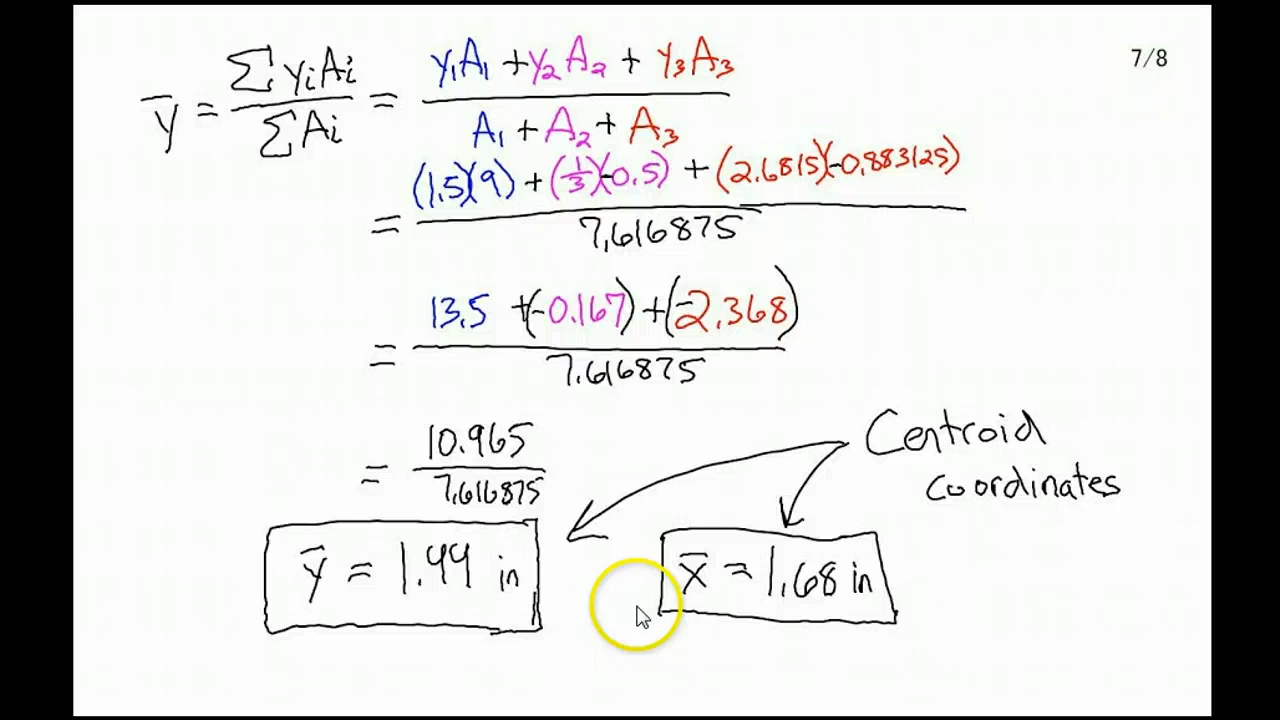 7/8
ȳ = Σ yᵢAᵢ / ΣAᵢ = (y₁A₁ + y₂A₂ + y₃A₃) / (A₁ + A₂ + A₃)
= ((1.5)(9) + (1/3)(-0.5) + (2.6815)(-0.883125)) / 7.616875
= (13.5 + (-0.167) + (-2.368)) / 7.616875
= 10.965 / 7.616875
Centroid
coordinates
ȳ = 1.44 in
x̄ = 1.68 in